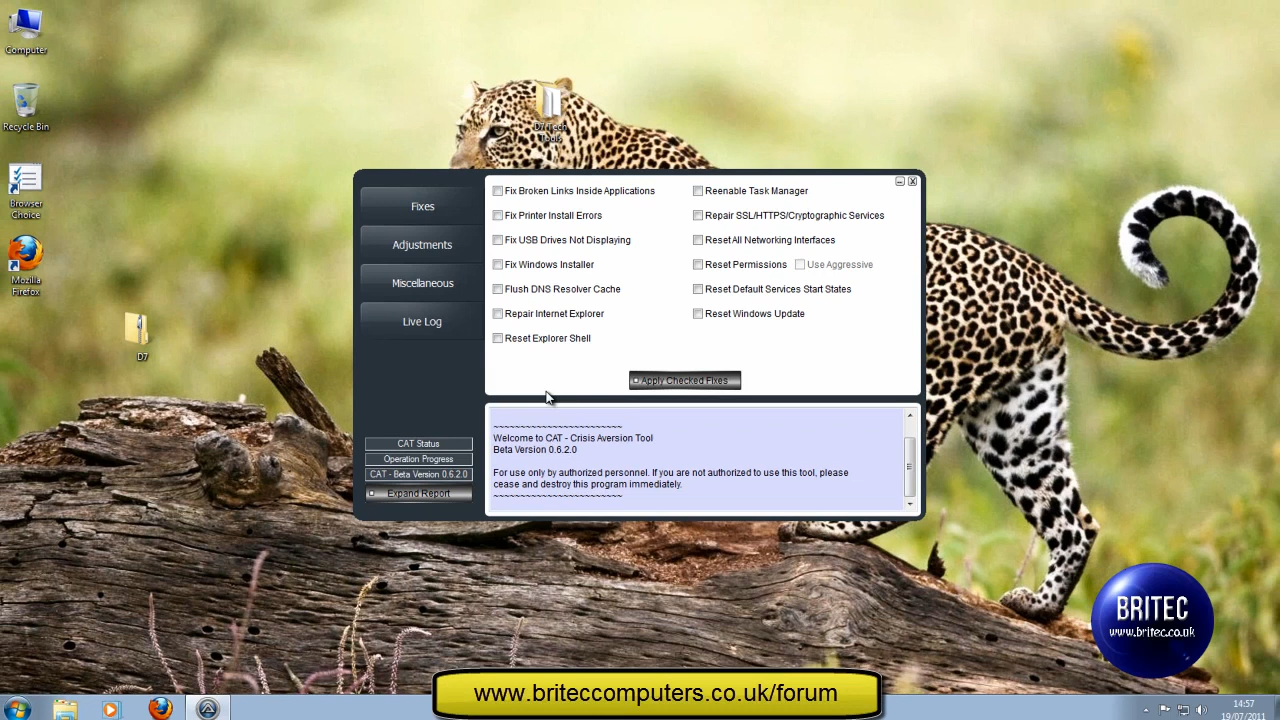 Computer
Recycle Bin
Browser
Choice
Mozilla
Firefox
D7
D7 Tech
Tools
Fixes
Adjustments
Miscellaneous
Live Log
CAT Status
Operation Progress
CAT - Beta Version 0.6.2.0
Expand Report
Fix Broken Links Inside Applications
Fix Printer Install Errors
Fix USB Drives Not Displaying
Fix Windows Installer
Flush DNS Resolver Cache
Repair Internet Explorer
Reset Explorer Shell
Reenable Task Manager
Repair SSL/HTTPS/Cryptographic Services
Reset All Networking Interfaces
Reset Permissions
Use Aggressive
Reset Default Services Start States
Reset Windows Update
Apply Checked Fixes
~~~~~~~~~~~~~~~~~~~~~~~~
Welcome to CAT - Crisis Aversion Tool
Beta Version 0.6.2.0
For use only by authorized personnel. If you are not authorized to use this tool, please
cease and destroy this program immediately.
~~~~~~~~~~~~~~~~~~~~~~~~
BRITEC
www.britec.co.uk
www.briteccomputers.co.uk/forum
14:57
19/07/2011